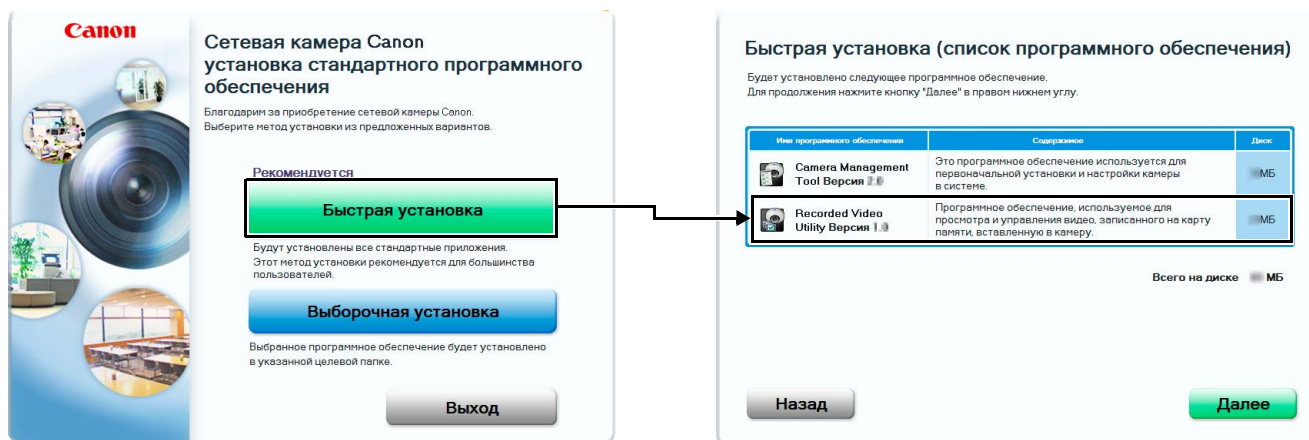 Canon
Сетевая камера Canon
установка стандартного программного
обеспечения
Благодарим за приобретение сетевой камеры Canon.
Выберите метод установки из предложенных вариантов.
Рекомендуется
Быстрая установка
Будут установлены все стандартные приложения.
Этот метод установки рекомендуется для большинства
пользователей.
Выборочная установка
Выбранное программное обеспечение будет установлено
в указанной целевой папке.
Выход
Быстрая установка (список программного обеспечения)
Будет установлено следующее программное обеспечение.
Для продолжения нажмите кнопку "Далее" в правом нижнем углу.
Имя программного обеспечения Содержимое Диск
Camera Management
Tool Версия
Это программное обеспечение используется для
первоначальной установки и настройки камеры
в системе.
МБ
Recorded Video
Utility Версия
Программное обеспечение, используемое для
просмотра и управления видео, записанного на карту
памяти, вставленную в камеру.
МБ
Всего на диске МБ
Назад
Далее